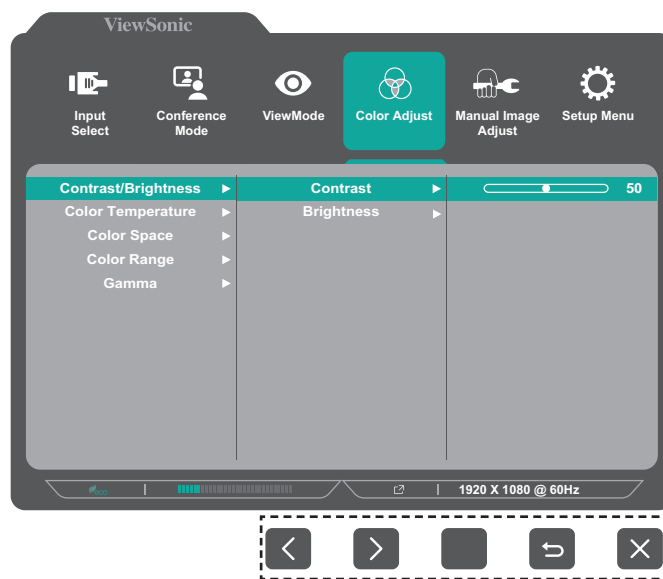 ViewSonic
Input Select
Conference Mode
ViewMode
Color Adjust
Manual Image Adjust
Setup Menu
Contrast/Brightness
Contrast
50
Color Temperature
Brightness
Color Space
Color Range
Gamma
eco
1920 X 1080 @ 60Hz